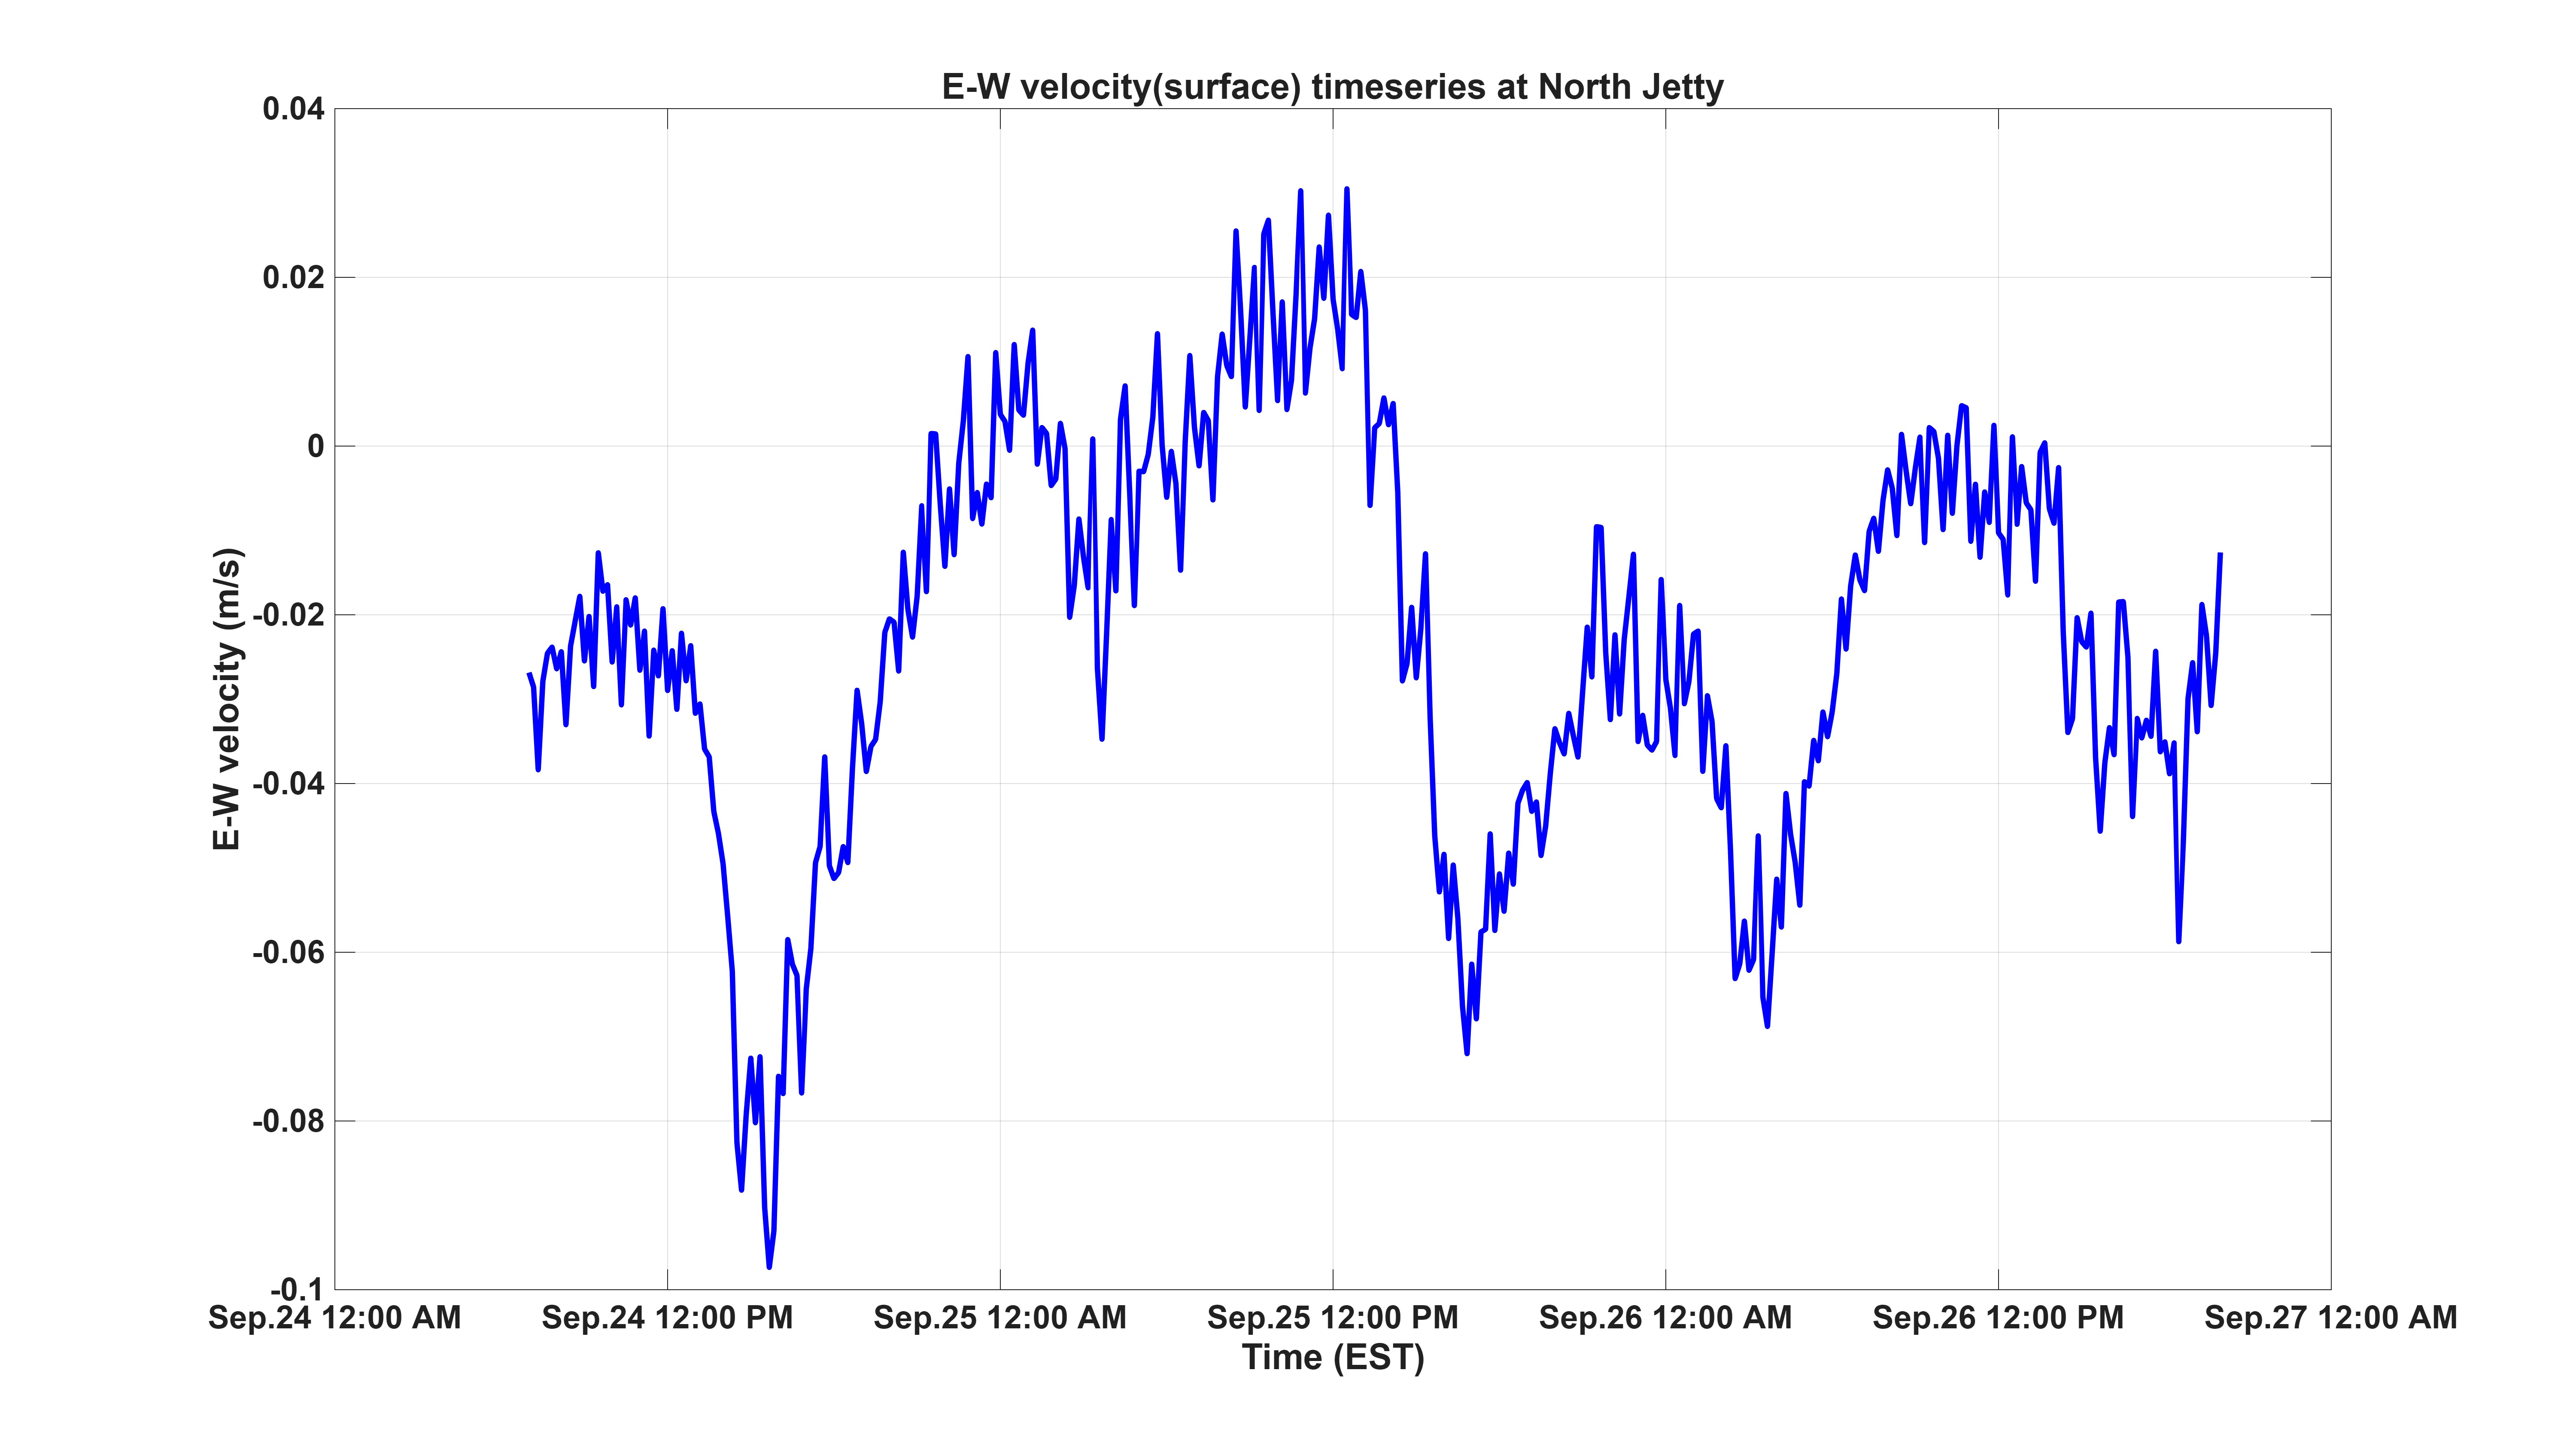 E-W velocity(surface) timeseries at North Jetty
0.04
0.02
0
-0.02
-0.04
-0.06
-0.08
-0.1
E-W velocity (m/s)
Sep.24 12:00 AM
Sep.24 12:00 PM
Sep.25 12:00 AM
Sep.25 12:00 PM
Sep.26 12:00 AM
Sep.26 12:00 PM
Sep.27 12:00 AM
Time (EST)